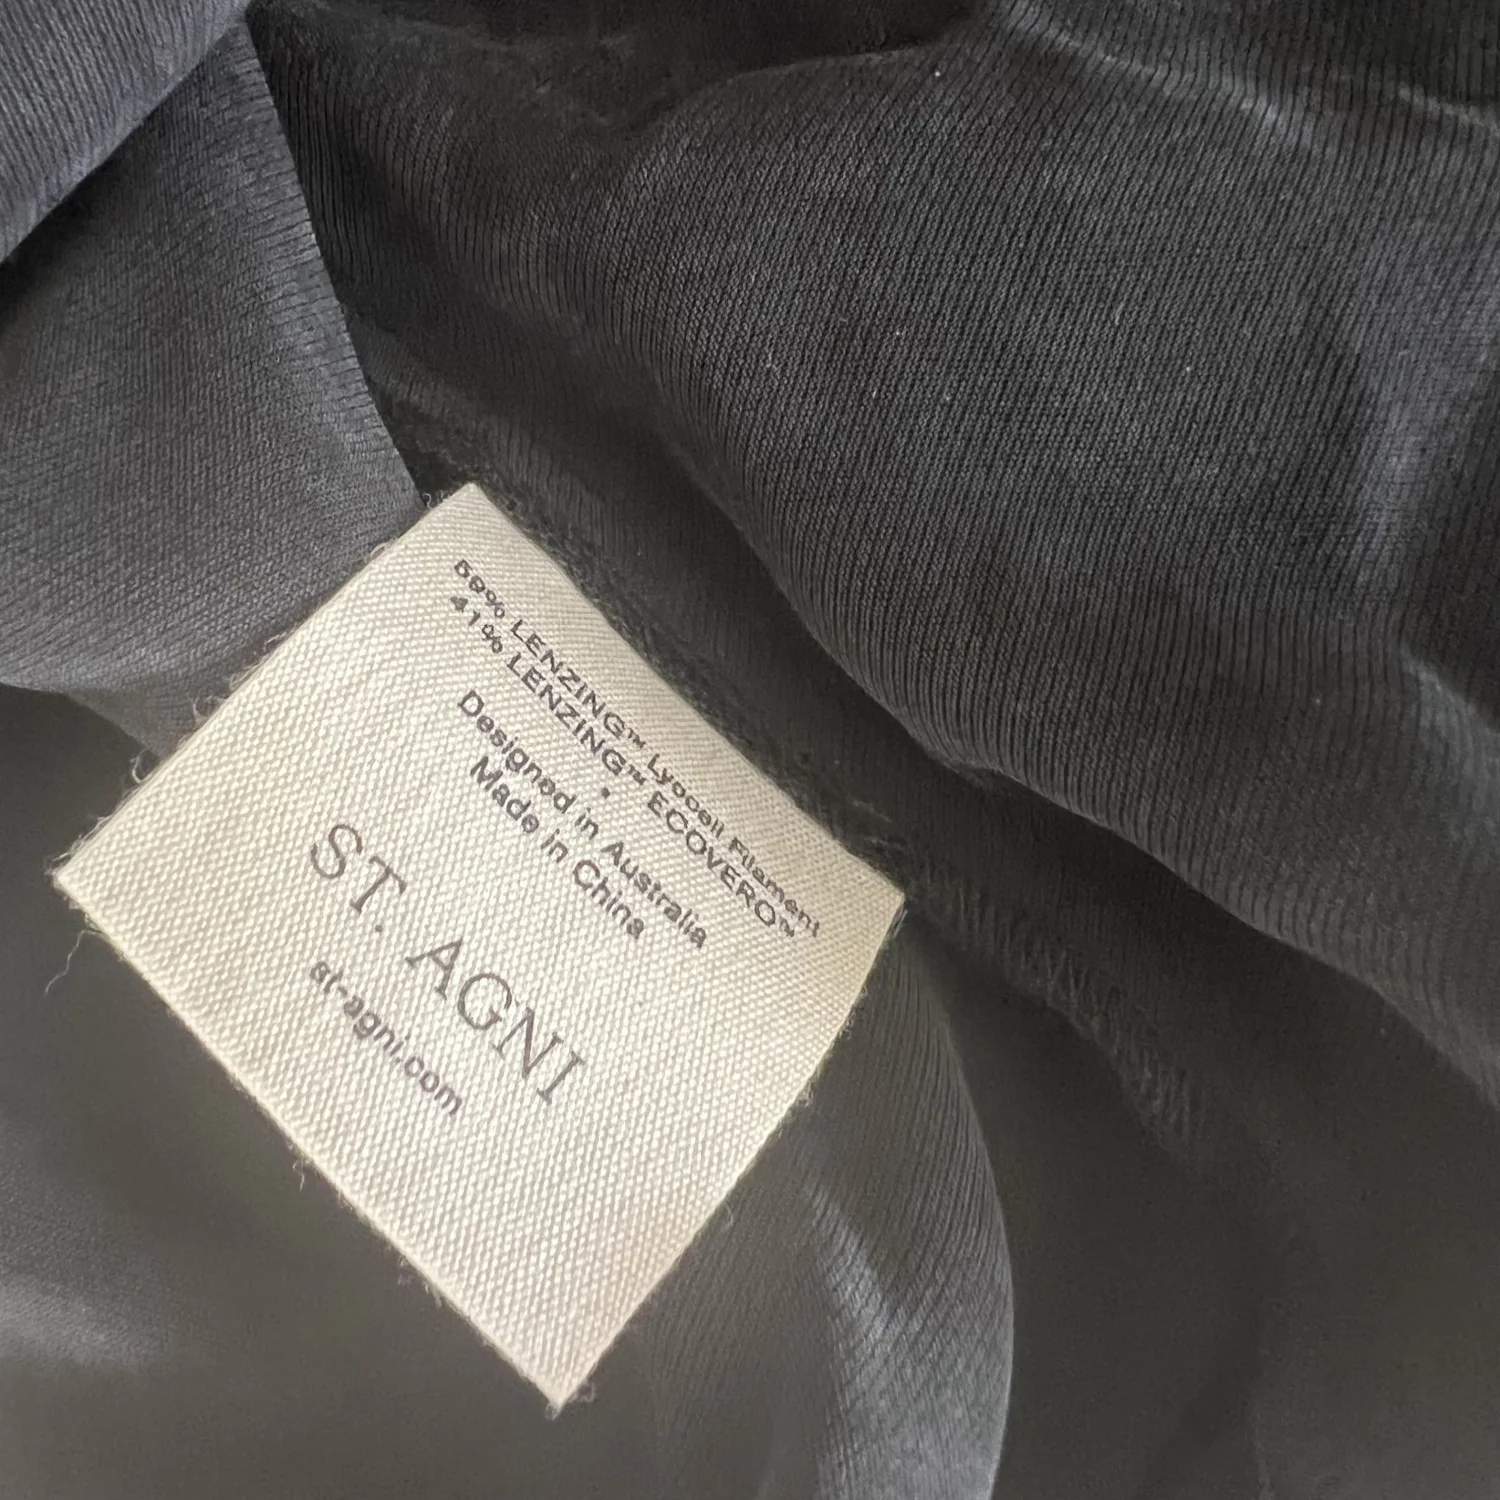 59% LENZING™ Lyocell Filament
41% LENZING™ ECOVERO™
•
Designed in Australia
Made in China
ST. AGNI
st-agni.com